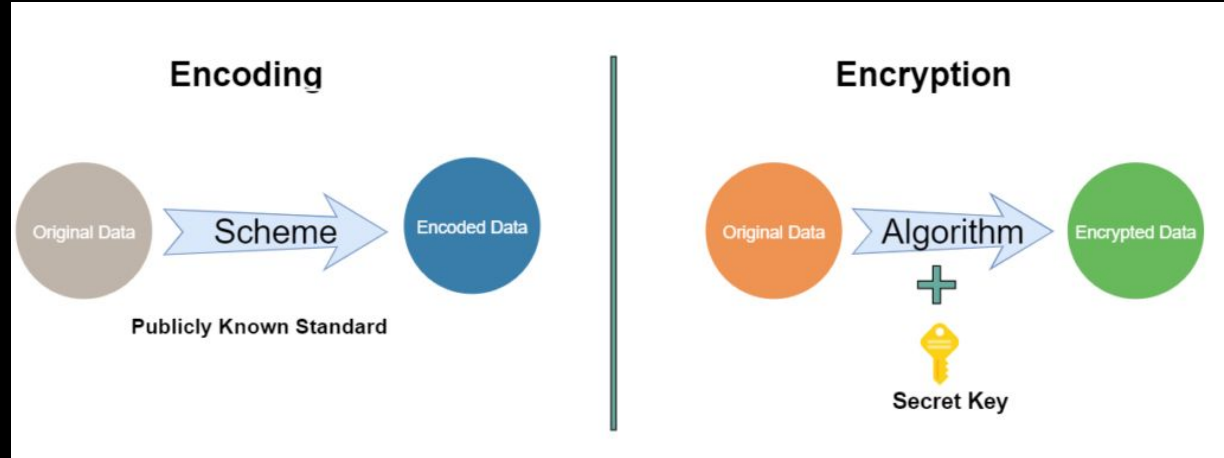 Encoding
Original Data
Scheme
Encoded Data
Publicly Known Standard
Encryption
Original Data
Algorithm
Encrypted Data
Secret Key